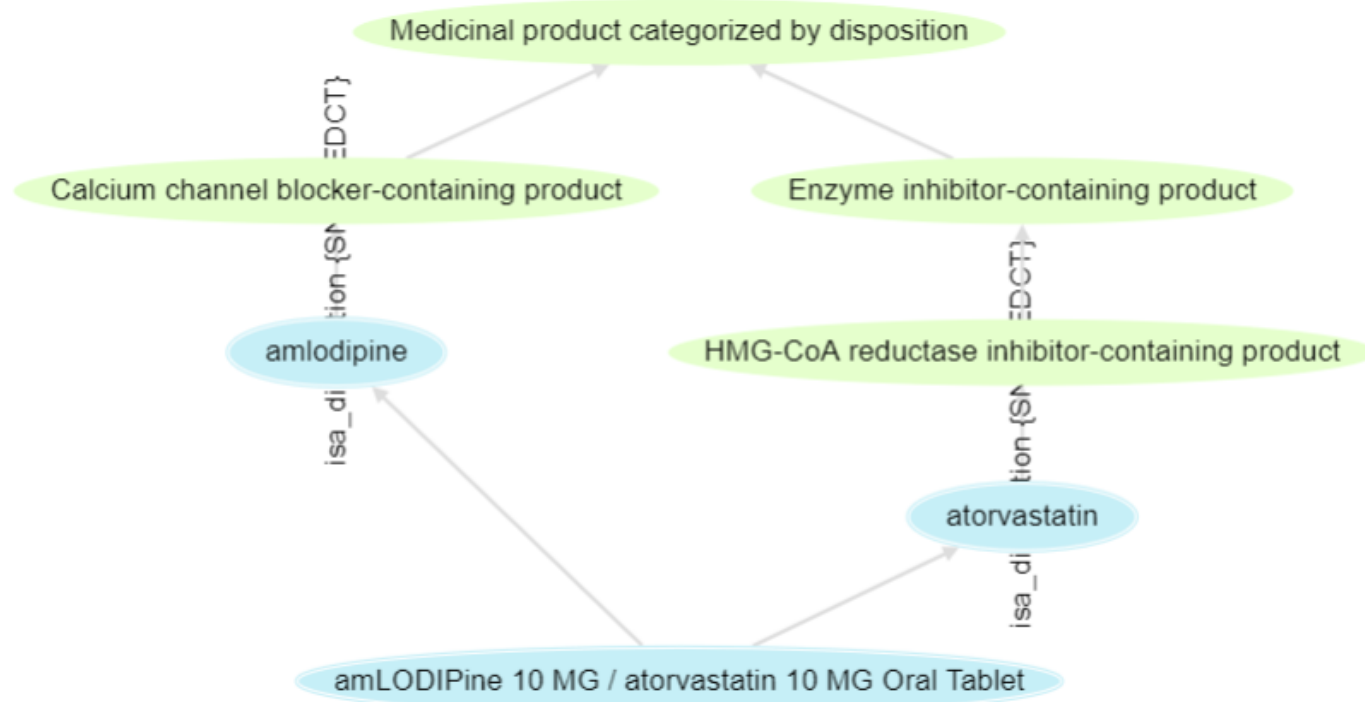 Medicinal product categorized by disposition
Calcium channel blocker-containing product
Enzyme inhibitor-containing product
amlodipine
HMG-CoA reductase inhibitor-containing product
atorvastatin
amLODIPine 10 MG / atorvastatin 10 MG Oral Tablet